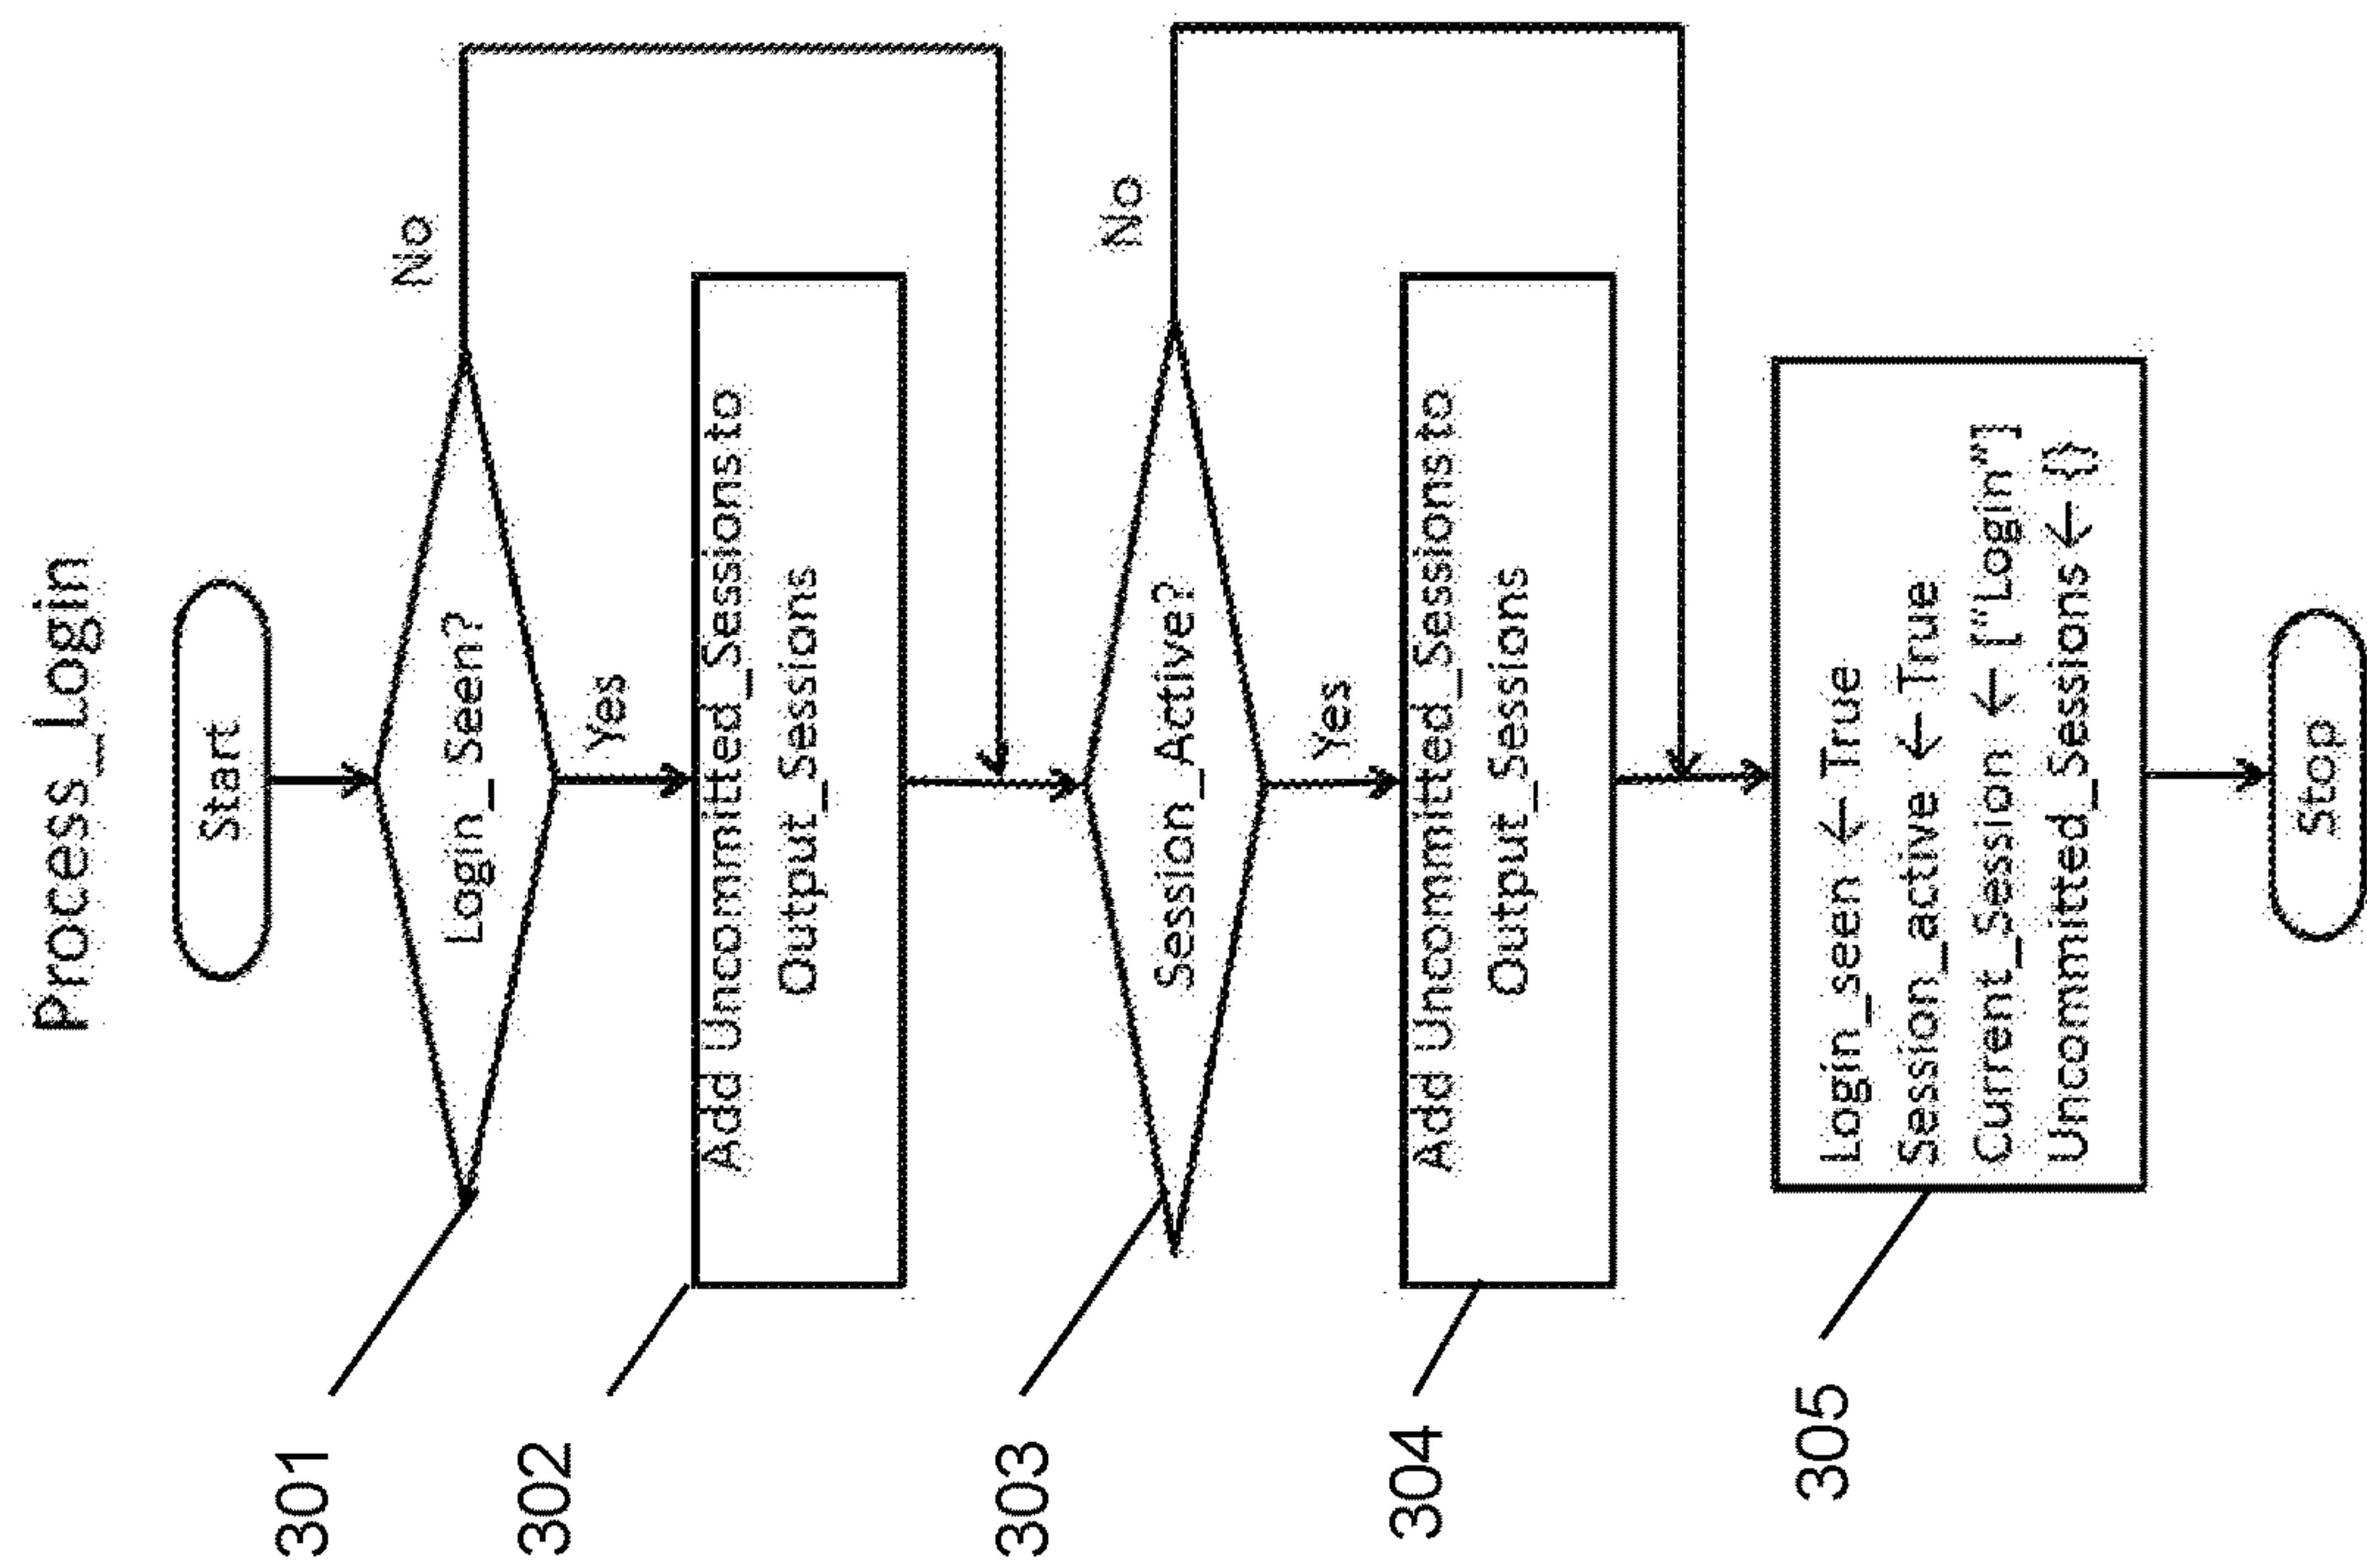 Process_Login
Start
301
Login_Seen?
No
Yes
302
Add Uncommitted_Sessions to
Output_Sessions
303
Session_Active?
No
Yes
304
Add Uncommitted_Sessions to
Output_Sessions
305
Login_seen ← True
Session_active ← True
Current_Session ← ["Login"]
Uncommitted_Sessions ← {}
Stop